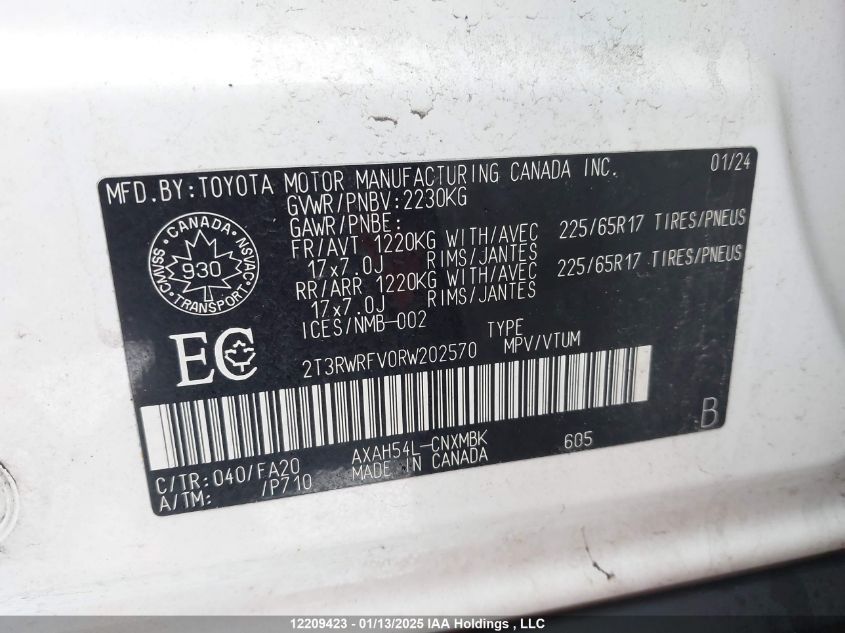 MFD.BY:TOYOTA MOTOR MANUFACTURING CANADA INC. 01/24
GVWR/PNBV:2230KG
GAWR/PNBE:
FR/AVT 1220KG WITH/AVEC 225/65R17 TIRES/PNEUS
17x7.0J RIMS/JANTES
RR/ARR 1220KG WITH/AVEC 225/65R17 TIRES/PNEUS
17x7.0J RIMS/JANTES
ICES/NMB-002
CANADA
CMVSS 930 NSVAC
TRANSPORT
EC
TYPE
2T3RWRFV0RW202570 MPV/VTUM
B
C/TR:040/FA20 AXAH54L-CNXMBK 605
A/TM: /P710 MADE IN CANADA
12209423 - 01/13/2025 IAA Holdings , LLC